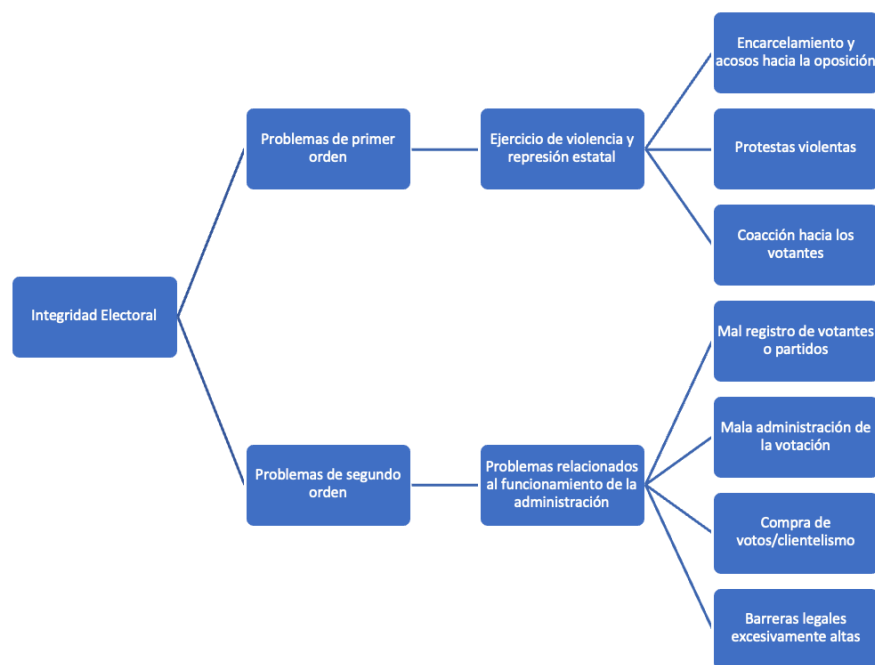 Integridad Electoral
Problemas de primer
orden
Ejercicio de violencia y
represión estatal
Encarcelamiento y
acosos hacia la oposición
Protestas violentas
Coacción hacia los
votantes
Problemas de segundo
orden
Problemas relacionados
al funcionamiento de la
administración
Mal registro de votantes
o partidos
Mala administración de
la votación
Compra de
votos/clientelismo
Barreras legales
excesivamente altas